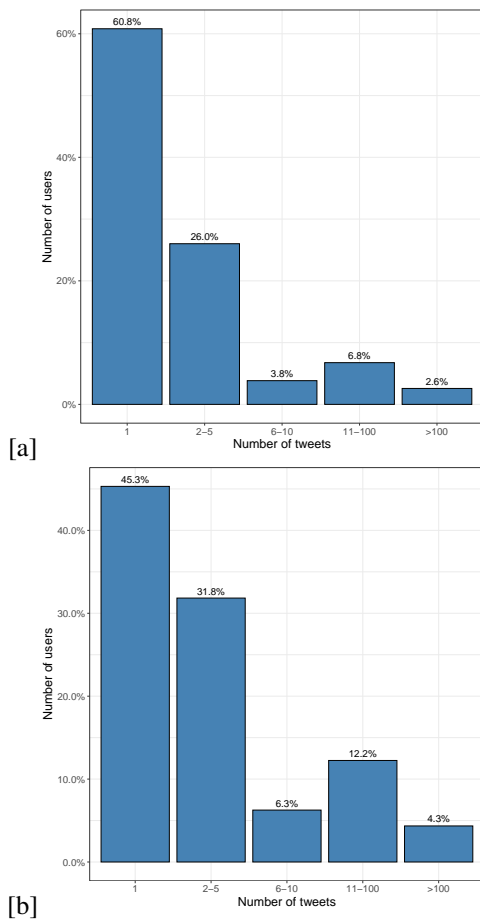 60.8%
60%
Number of users
40%
26.0%
20%
6.8%
3.8%
2.6%
0%
1 2–5 6–10 11–100 >100
Number of tweets
[a]
45.3%
40.0%
31.8%
30.0%
Number of users
20.0%
12.2%
10.0%
6.3%
4.3%
0.0%
1 2–5 6–10 11–100 >100
Number of tweets
[b]